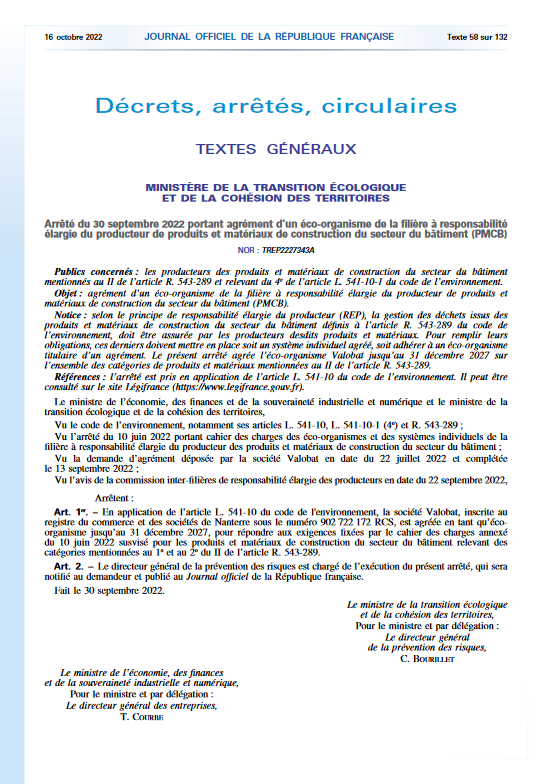 16 octobre 2022
JOURNAL OFFICIEL DE LA RÉPUBLIQUE FRANÇAISE
Texte 58 sur 132
Décrets, arrêtés, circulaires
TEXTES GÉNÉRAUX
MINISTÈRE DE LA TRANSITION ÉCOLOGIQUE
ET DE LA COHÉSION DES TERRITOIRES
Arrêté du 30 septembre 2022 portant agrément d'un éco-organisme de la filière à responsabilité
élargie du producteur de produits et matériaux de construction du secteur du bâtiment (PMCB)
NOR : TREP2227343A
Publics concernés : les producteurs des produits et matériaux de construction du secteur du bâtiment
mentionnés au II de l'article R. 543-289 et relevant du 4° de l'article L. 541-10-1 du code de l'environnement.
Objet : agrément d'un éco-organisme de la filière à responsabilité élargie du producteur de produits et
matériaux de construction du secteur du bâtiment (PMCB).
Notice : selon le principe de responsabilité élargie du producteur (REP), la gestion des déchets issus des
produits et matériaux de construction du secteur du bâtiment définis à l'article R. 543-289 du code de
l'environnement, doit être assurée par les producteurs desdits produits et matériaux. Pour remplir leurs
obligations, ces derniers doivent mettre en place soit un système individuel agréé, soit adhérer à un éco-organisme
titulaire d'un agrément. Le présent arrêté agrée l'éco-organisme Valobat jusqu'au 31 décembre 2027 sur
l'ensemble des catégories de produits et matériaux mentionnées au II de l'article R. 543-289.
Références : l'arrêté est pris en application de l'article L. 541-10 du code de l'environnement. Il peut être
consulté sur le site Légifrance (https://www.legifrance.gouv.fr).
Le ministre de l'économie, des finances et de la souveraineté industrielle et numérique et le ministre de la
transition écologique et de la cohésion des territoires,
Vu le code de l'environnement, notamment ses articles L. 541-10, L. 541-10-1 (4°) et R. 543-289 ;
Vu l'arrêté du 10 juin 2022 portant cahier des charges des éco-organismes et des systèmes individuels de la
filière à responsabilité élargie du producteur des produits et matériaux de construction du secteur du bâtiment ;
Vu la demande d'agrément déposée par la société Valobat en date du 22 juillet 2022 et complétée
le 13 septembre 2022 ;
Vu l'avis de la commission inter-filières de responsabilité élargie des producteurs en date du 22 septembre 2022,
Arrêtent :
Art. 1er. – En application de l'article L. 541-10 du code de l'environnement, la société Valobat, inscrite au
registre du commerce et des sociétés de Nanterre sous le numéro 902 722 172 RCS, est agréée en tant qu'éco-
organisme jusqu'au 31 décembre 2027, pour répondre aux exigences fixées par le cahier des charges annexé
du 10 juin 2022 susvisé pour les produits et matériaux de construction du secteur du bâtiment relevant des
catégories mentionnées au 1° et au 2° du II de l'article R. 543-289.
Art. 2. – Le directeur général de la prévention des risques est chargé de l'exécution du présent arrêté, qui sera
notifié au demandeur et publié au Journal officiel de la République française.
Fait le 30 septembre 2022.
Le ministre de la transition écologique
et de la cohésion des territoires,
Pour le ministre et par délégation :
Le directeur général
de la prévention des risques,
C. BOURILLET
Le ministre de l'économie, des finances
et de la souveraineté industrielle et numérique,
Pour le ministre et par délégation :
Le directeur général des entreprises,
T. COURBE